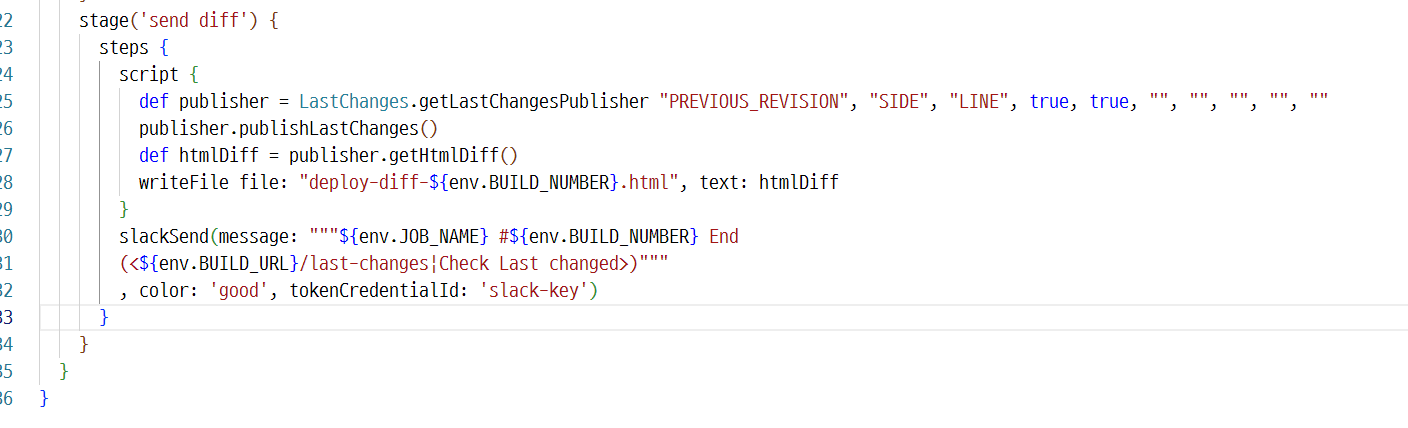 22 stage('send diff') {
23 steps {
24 script {
25 def publisher = LastChanges.getLastChangesPublisher "PREVIOUS_REVISION", "SIDE", "LINE", true, true, "", "", "", "", ""
26 publisher.publishLastChanges()
27 def htmlDiff = publisher.getHtmlDiff()
28 writeFile file: "deploy-diff-${env.BUILD_NUMBER}.html", text: htmlDiff
29 }
30 slackSend(message: """${env.JOB_NAME} #${env.BUILD_NUMBER} End
31 (<${env.BUILD_URL}/last-changes|Check Last changed>)"""
32 , color: 'good', tokenCredentialId: 'slack-key')
33 }
34 }
35 }
36 }